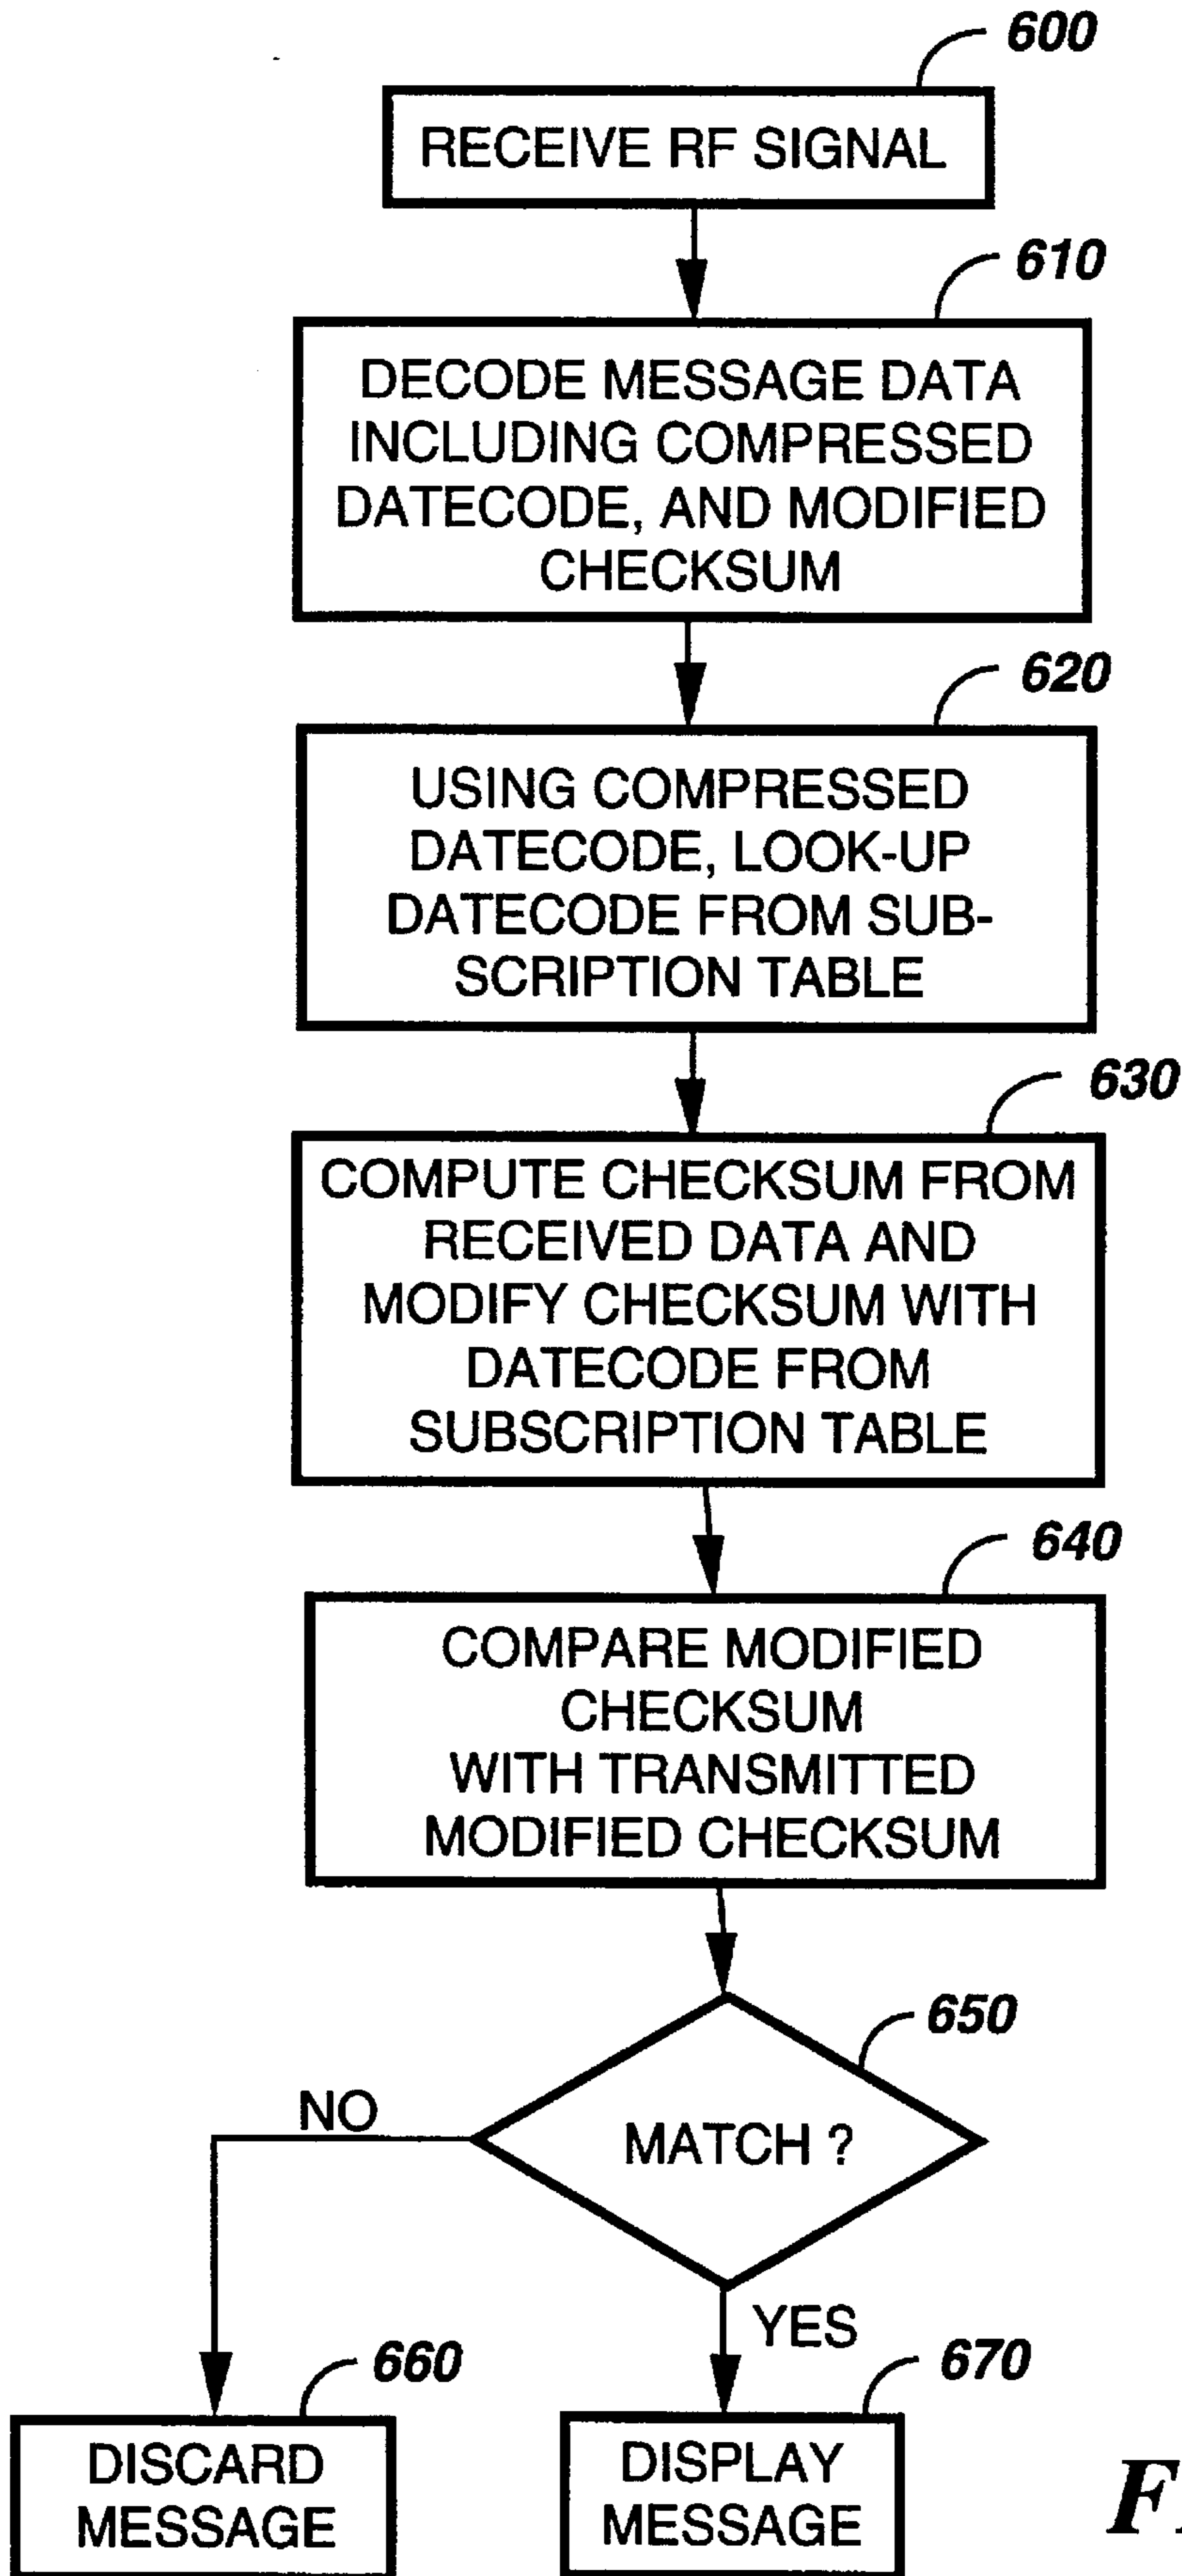 600
RECEIVE RF SIGNAL
610
DECODE MESSAGE DATA
INCLUDING COMPRESSED
DATECODE, AND MODIFIED
CHECKSUM
620
USING COMPRESSED
DATECODE, LOOK-UP
DATECODE FROM SUB-
SCRIPTION TABLE
630
COMPUTE CHECKSUM FROM
RECEIVED DATA AND
MODIFY CHECKSUM WITH
DATECODE FROM
SUBSCRIPTION TABLE
640
COMPARE MODIFIED
CHECKSUM
WITH TRANSMITTED
MODIFIED CHECKSUM
650
MATCH ?
NO
YES
660
DISCARD
MESSAGE
670
DISPLAY
MESSAGE